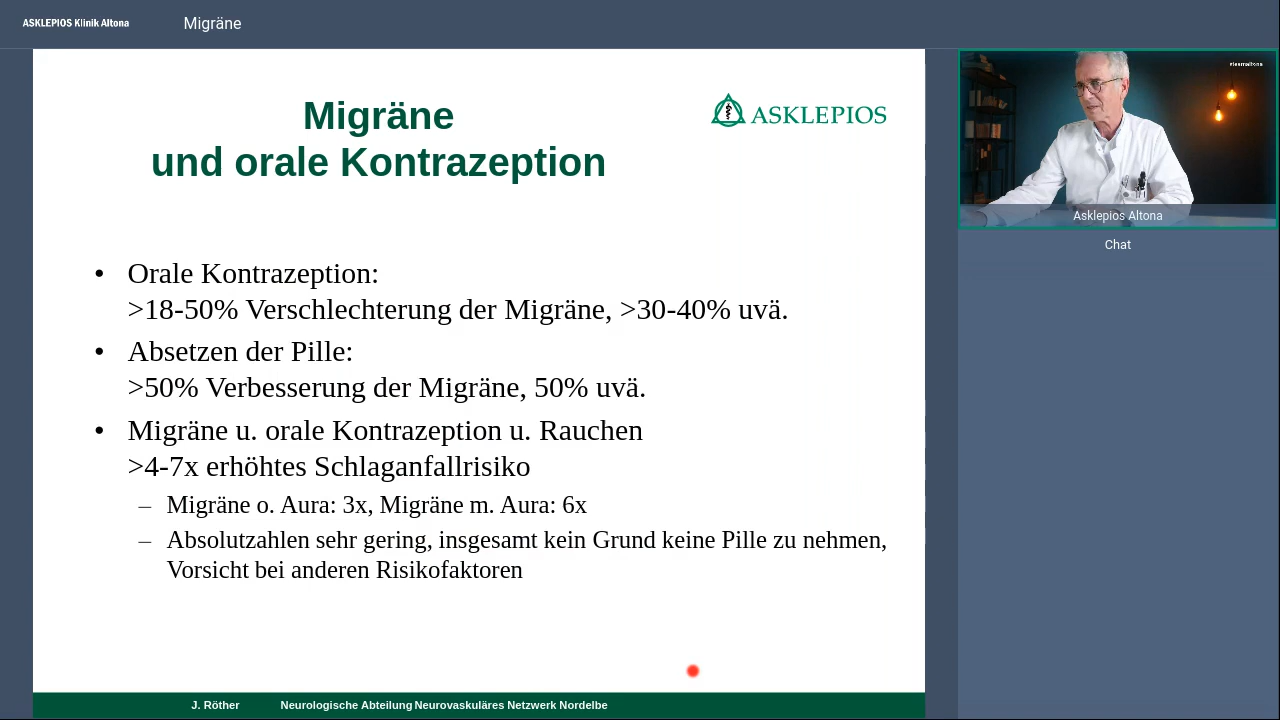 ASKLEPIOS Klinik Altona
Migräne
Migräne
und orale Kontrazeption
ASKLEPIOS
• Orale Kontrazeption:
>18-50% Verschlechterung der Migräne, >30-40% uvä.
• Absetzen der Pille:
>50% Verbesserung der Migräne, 50% uvä.
• Migräne u. orale Kontrazeption u. Rauchen
>4-7x erhöhtes Schlaganfallrisiko
– Migräne o. Aura: 3x, Migräne m. Aura: 6x
– Absolutzahlen sehr gering, insgesamt kein Grund keine Pille zu nehmen,
Vorsicht bei anderen Risikofaktoren
J. Röther Neurologische Abteilung Neurovaskuläres Netzwerk Nordelbe
#teamaltona
Asklepios Altona
Chat